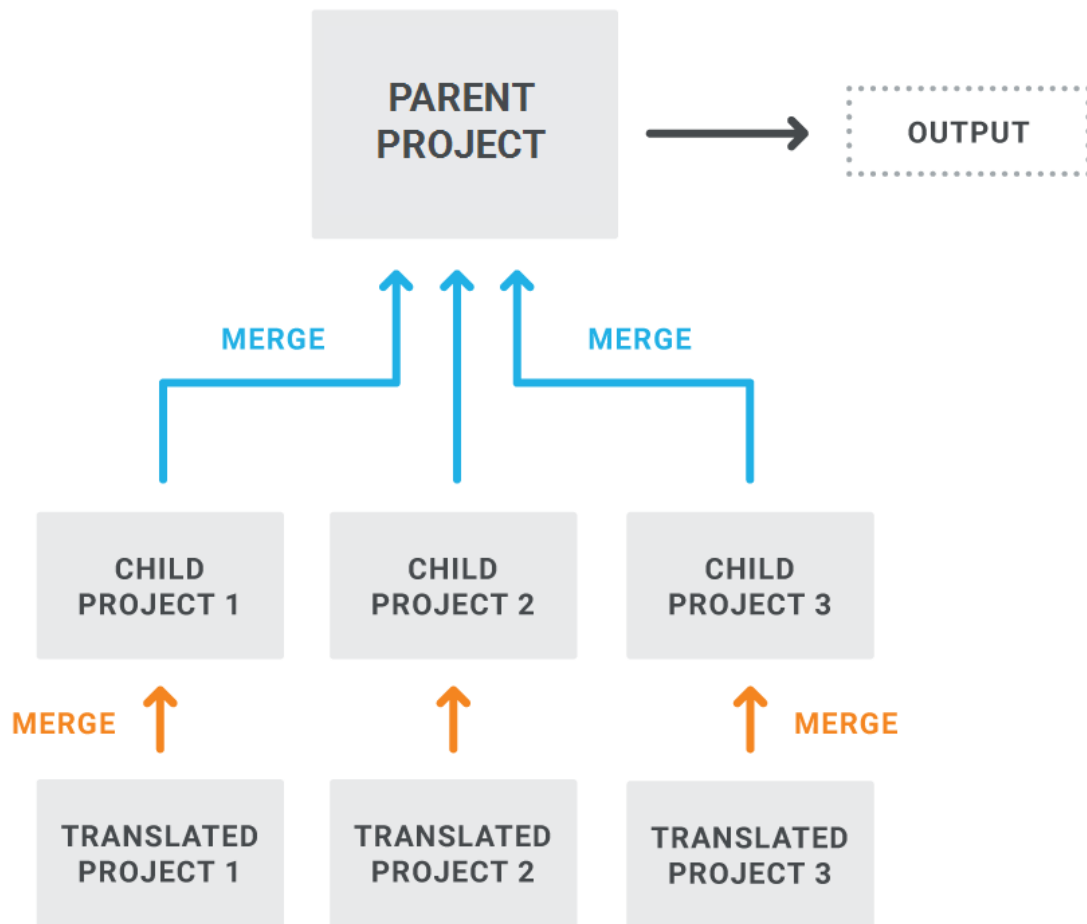 PARENT
PROJECT
OUTPUT
MERGE
MERGE
CHILD
PROJECT 1
CHILD
PROJECT 2
CHILD
PROJECT 3
MERGE
MERGE
TRANSLATED
PROJECT 1
TRANSLATED
PROJECT 2
TRANSLATED
PROJECT 3